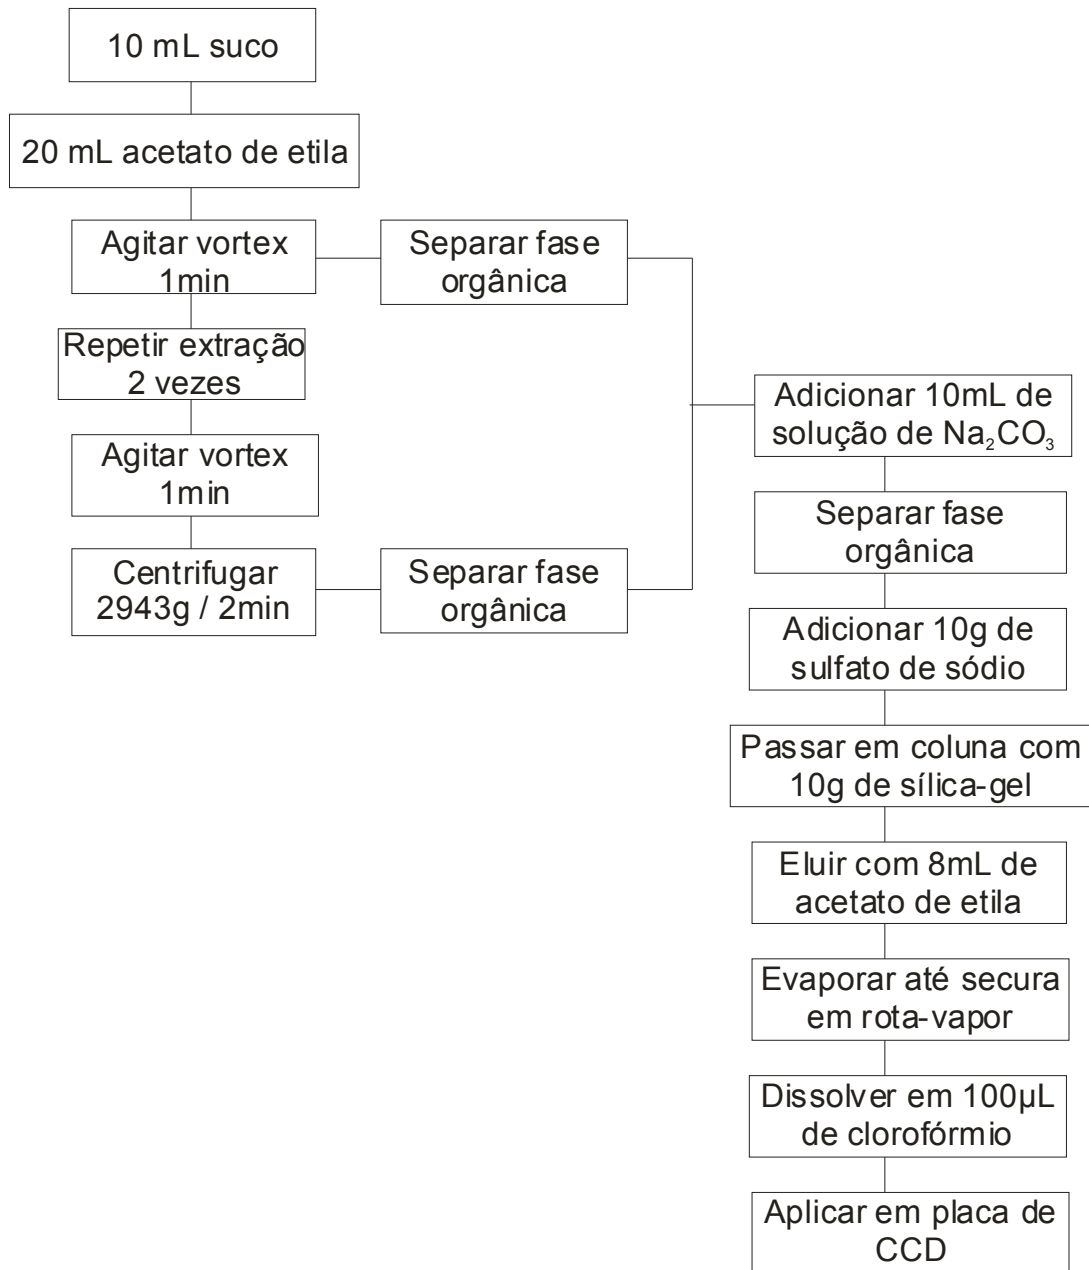 10 mL suco
20 mL acetato de etila
Agitar vortex
1min
Separar fase
orgânica
Repetir extração
2 vezes
Agitar vortex
1min
Centrifugar
2943g / 2min
Separar fase
orgânica
Adicionar 10mL de
solução de Na₂CO₃
Separar fase
orgânica
Adicionar 10g de
sulfato de sódio
Passar em coluna com
10g de sílica-gel
Eluir com 8mL de
acetato de etila
Evaporar até secura
em rota-vapor
Dissolver em 100µL
de clorofórmio
Aplicar em placa de
CCD